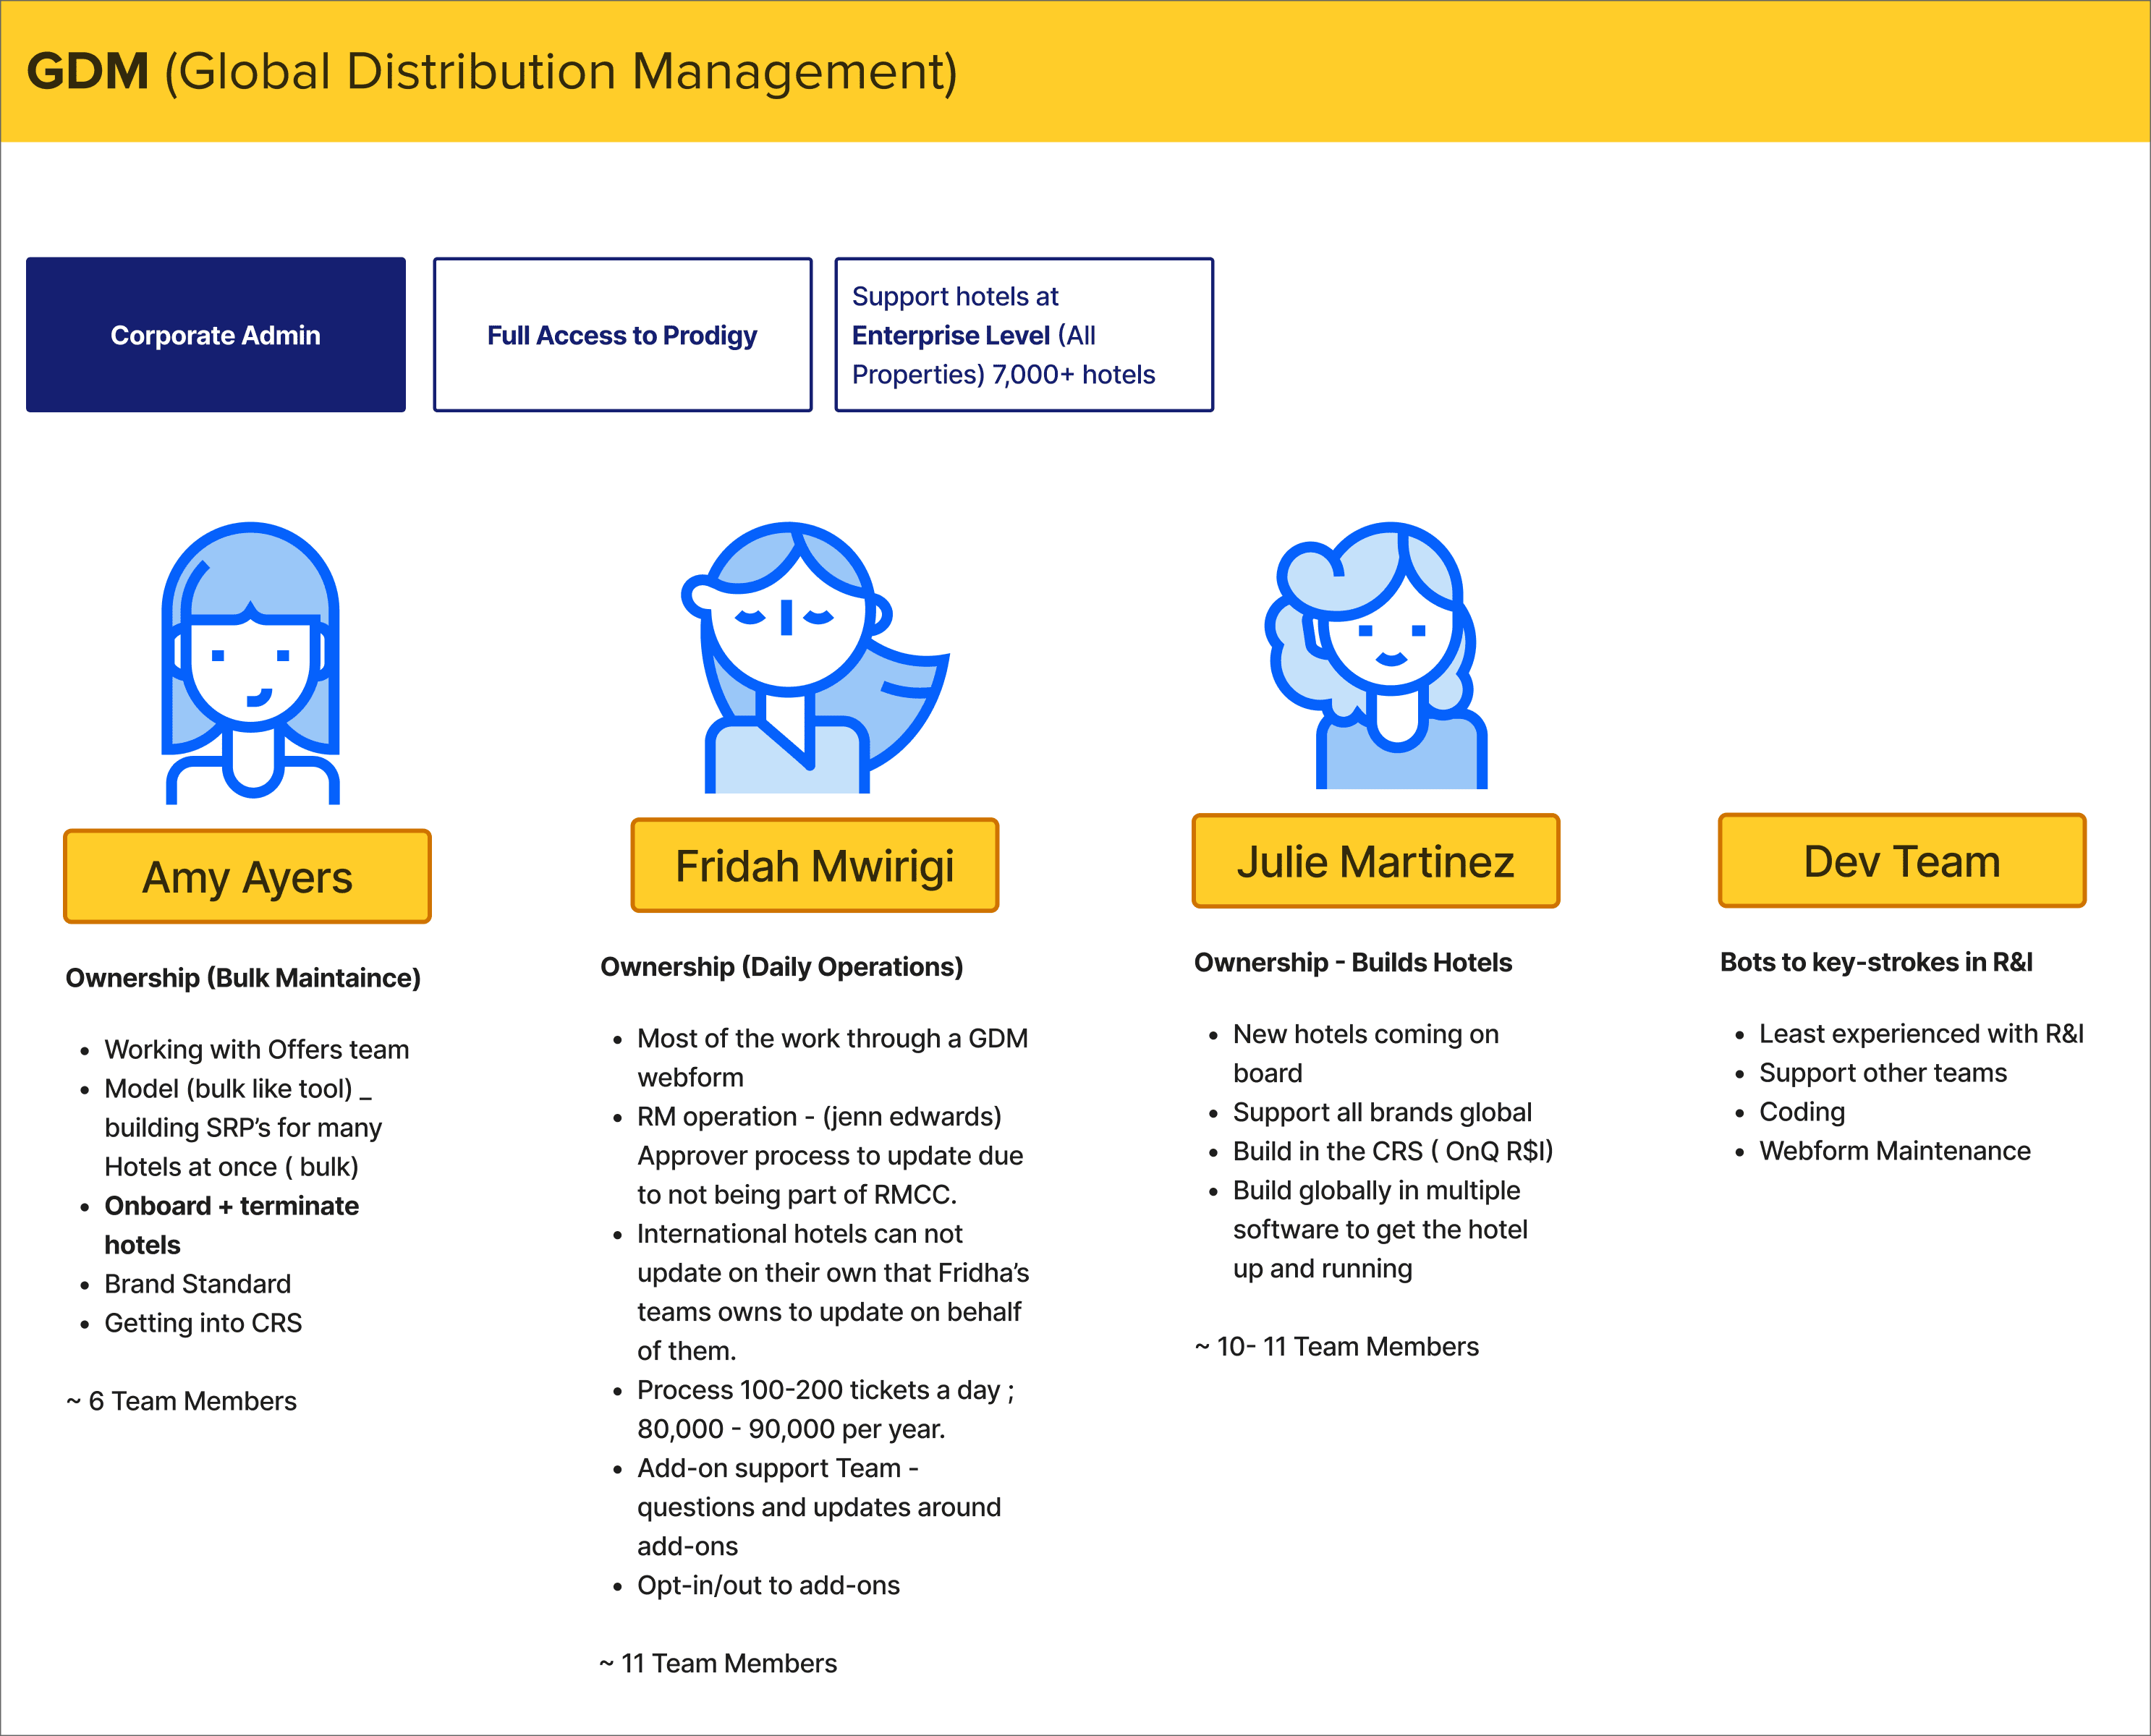 GDM (Global Distribution Management)
Corporate Admin
Full Access to Prodigy
Support hotels at
Enterprise Level (All
Properties) 7,000+ hotels
Amy Ayers
Ownership (Bulk Maintaince)
• Working with Offers team
• Model (bulk like tool) _
building SRP’s for many
Hotels at once ( bulk)
• Onboard + terminate
hotels
• Brand Standard
• Getting into CRS
~ 6 Team Members
Fridah Mwirigi
Ownership (Daily Operations)
• Most of the work through a GDM
webform
• RM operation - (jenn edwards)
Approver process to update due
to not being part of RMCC.
• International hotels can not
update on their own that Fridha’s
teams owns to update on behalf
of them.
• Process 100-200 tickets a day ;
80,000 - 90,000 per year.
• Add-on support Team -
questions and updates around
add-ons
• Opt-in/out to add-ons
~ 11 Team Members
Julie Martinez
Ownership - Builds Hotels
• New hotels coming on
board
• Support all brands global
• Build in the CRS ( OnQ R$I)
• Build globally in multiple
software to get the hotel
up and running
~ 10- 11 Team Members
Dev Team
Bots to key-strokes in R&I
• Least experienced with R&I
• Support other teams
• Coding
• Webform Maintenance